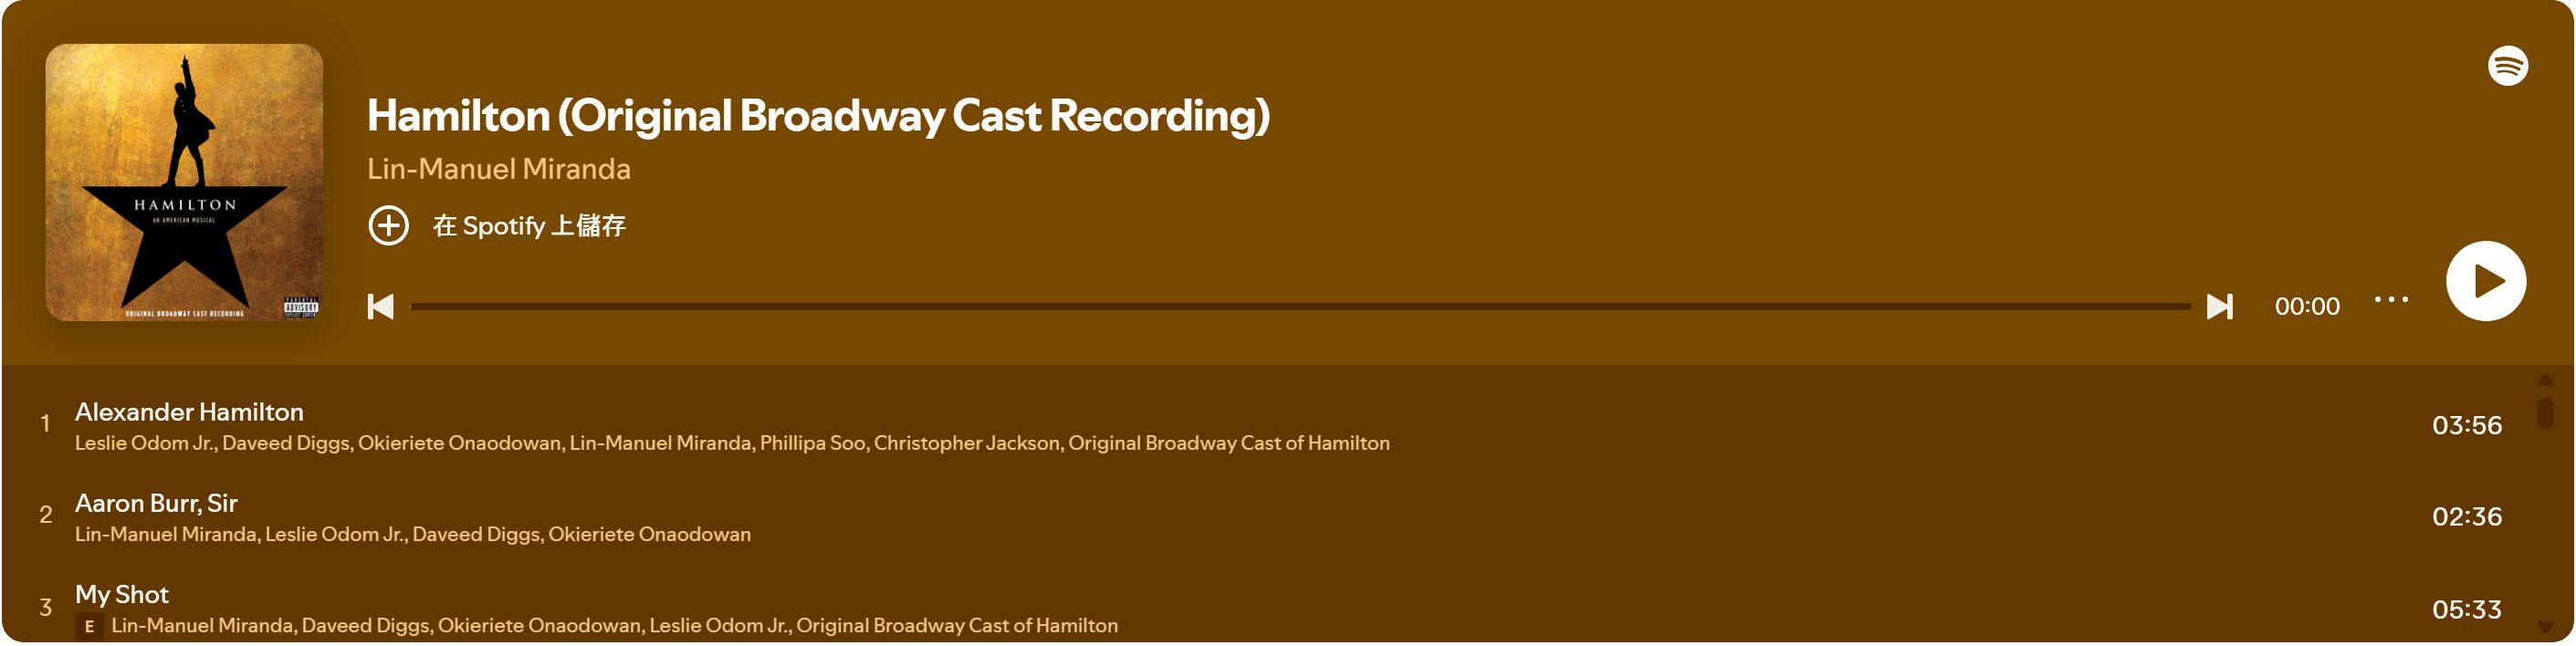 HAMILTON
AN AMERICAN MUSICAL
ORIGINAL BROADWAY CAST RECORDING
PARENTAL
ADVISORY
EXPLICIT CONTENT
Hamilton (Original Broadway Cast Recording)
Lin-Manuel Miranda
在 Spotify 上儲存
00:00
1
Alexander Hamilton
Leslie Odom Jr., Daveed Diggs, Okieriete Onaodowan, Lin-Manuel Miranda, Phillipa Soo, Christopher Jackson, Original Broadway Cast of Hamilton
03:56
2
Aaron Burr, Sir
Lin-Manuel Miranda, Leslie Odom Jr., Daveed Diggs, Okieriete Onaodowan
02:36
3
My Shot
E Lin-Manuel Miranda, Daveed Diggs, Okieriete Onaodowan, Leslie Odom Jr., Original Broadway Cast of Hamilton
05:33